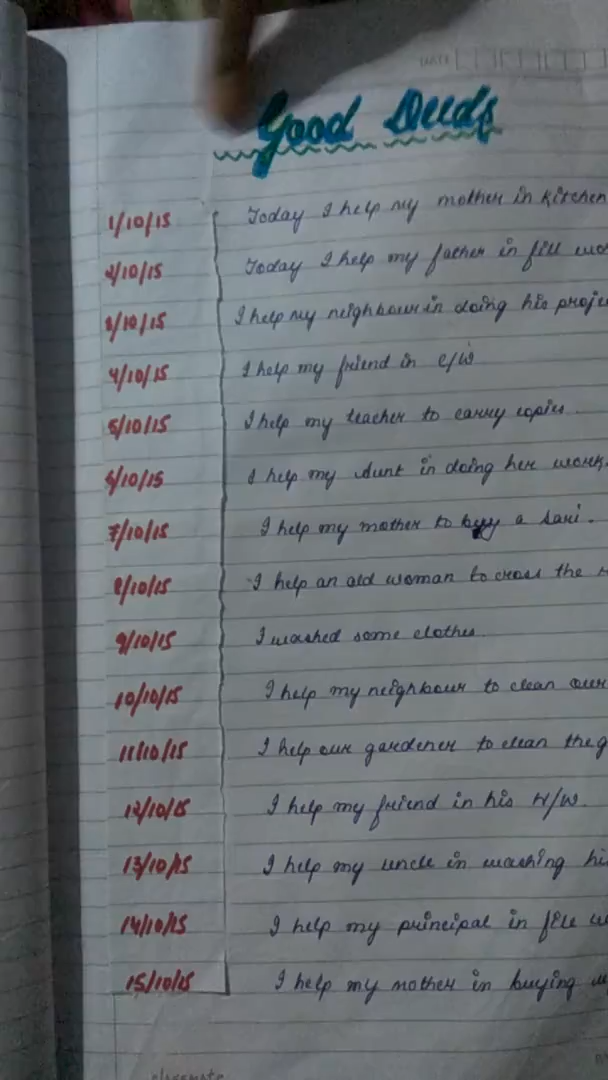 DATE
Good Deeds
1/10/15 Today I help my mother in kitchen
2/10/15 Today I help my father in fill
3/10/15 I help my neighbour in doing his
4/10/15 I help my friend in C/W
5/10/15 I help my teacher to carry copies.
6/10/15 I help my Aunt in doing her work.
7/10/15 I help my mother to buy a sari.
8/10/15 I help an old woman to cross the
9/10/15 I washed some clothes.
10/10/15 I help my neighbour to clean our
11/10/15 I help our gardener to clean the
12/10/15 I help my friend in his H/W.
13/10/15 I help my uncle in washing
14/10/15 I help my principal in file
15/10/15 I help my mother in buying
classmate